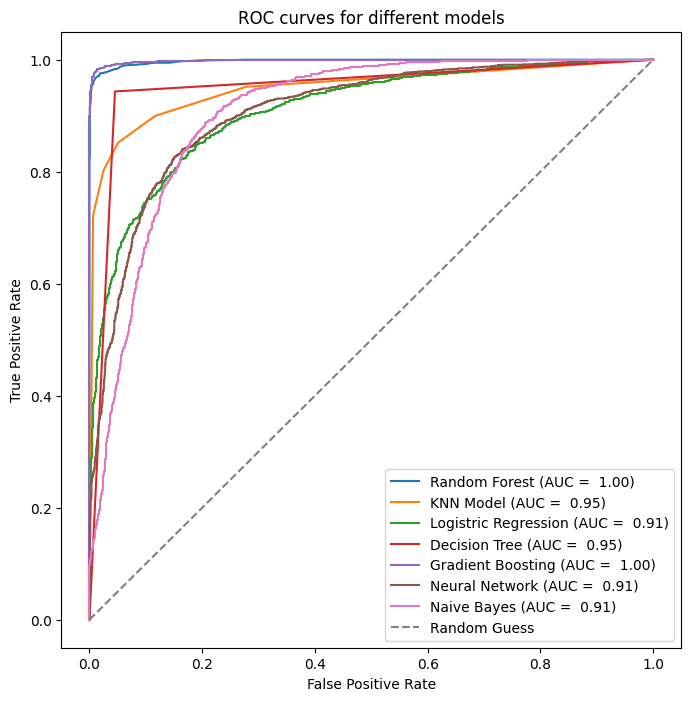 ROC curves for different models
True Positive Rate
1.0
0.8
0.6
0.4
0.2
0.0
Random Forest (AUC =  1.00)
KNN Model (AUC =  0.95)
Logistric Regression (AUC =  0.91)
Decision Tree (AUC =  0.95)
Gradient Boosting (AUC =  1.00)
Neural Network (AUC =  0.91)
Naive Bayes (AUC =  0.91)
Random Guess
0.0 0.2 0.4 0.6 0.8 1.0
False Positive Rate